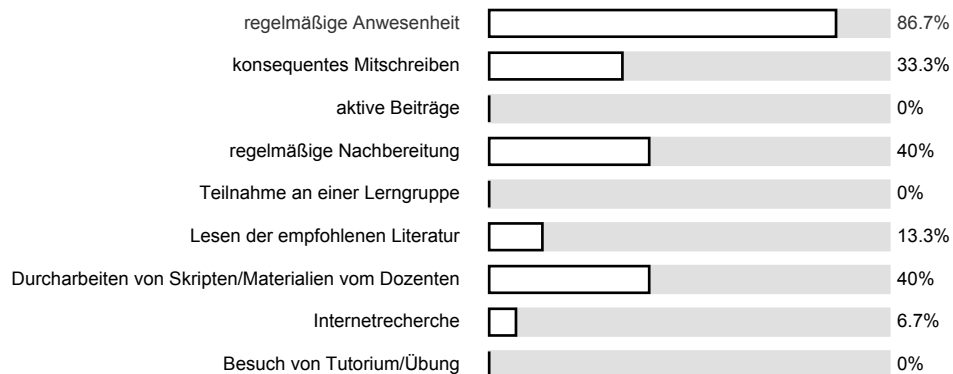 regelmäßige Anwesenheit 86.7%
konsequentes Mitschreiben 33.3%
aktive Beiträge 0%
regelmäßige Nachbereitung 40%
Teilnahme an einer Lerngruppe 0%
Lesen der empfohlenen Literatur 13.3%
Durcharbeiten von Skripten/Materialien vom Dozenten 40%
Internetrecherche 6.7%
Besuch von Tutorium/Übung 0%